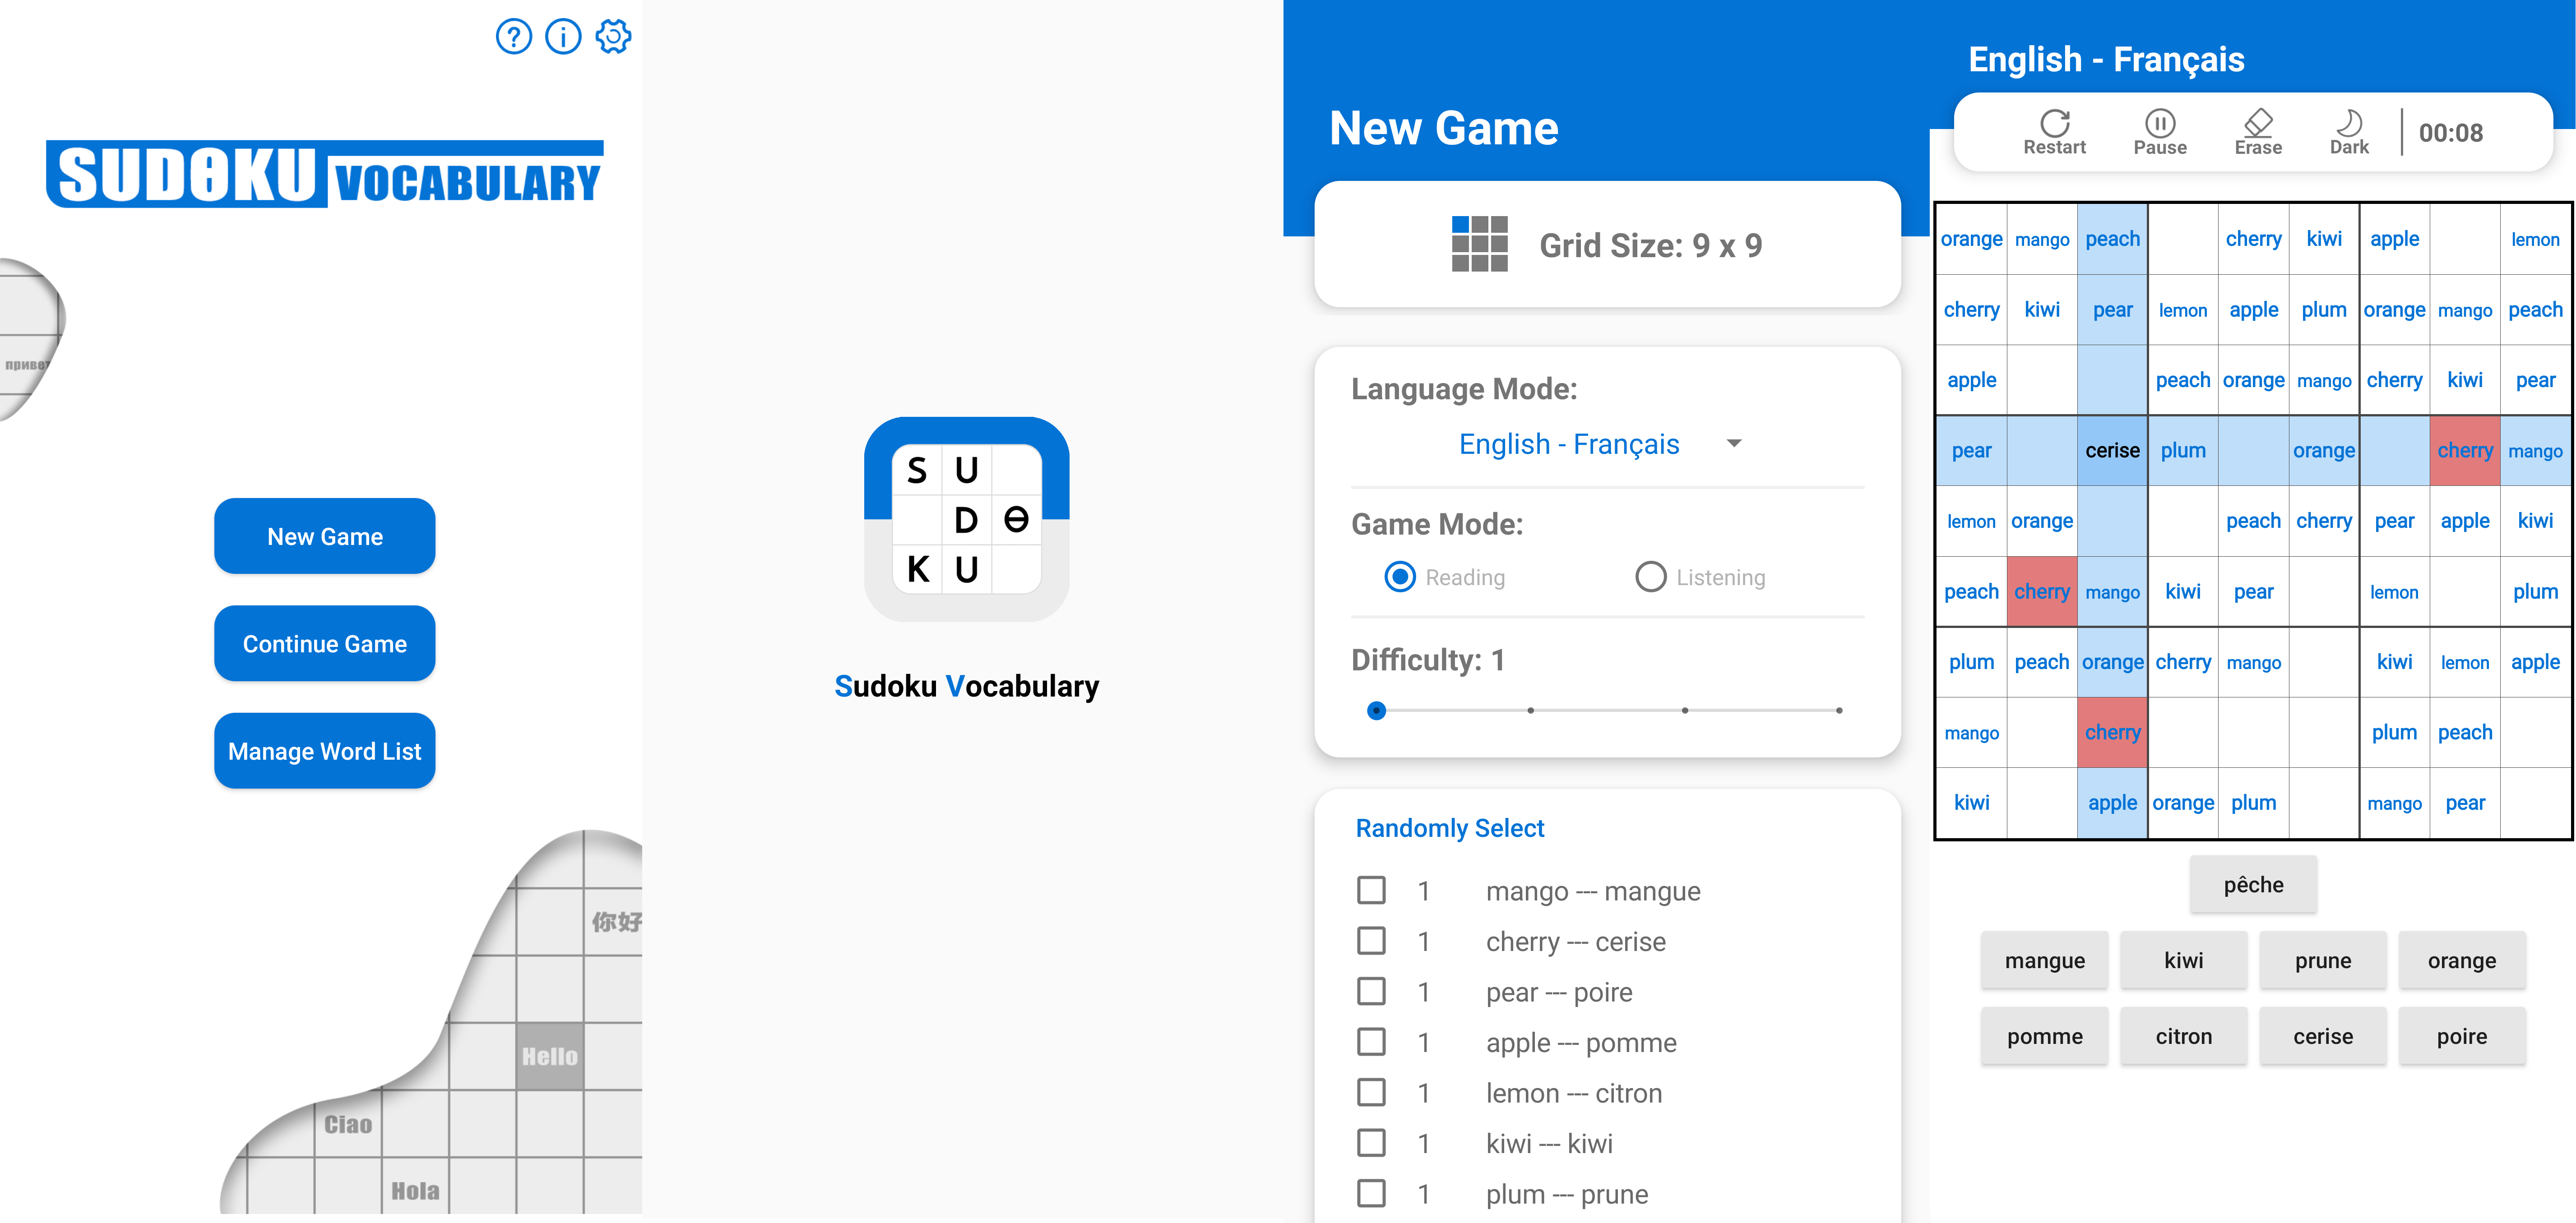 SUDOKU VOCABULARY
привет
New Game
Continue Game
Manage Word List
你好
Hello
Ciao
Hola
S U
D Ө
K U
Sudoku Vocabulary
New Game
Grid Size: 9 x 9
Language Mode:
English - Français
Game Mode:
Reading Listening
Difficulty: 1
Randomly Select
1 mango --- mangue
1 cherry --- cerise
1 pear --- poire
1 apple --- pomme
1 lemon --- citron
1 kiwi --- kiwi
1 plum --- prune
English - Français
Restart Pause Erase Dark 00:08
orange mango peach cherry kiwi apple lemon
cherry kiwi pear lemon apple plum orange mango peach
apple peach orange mango cherry kiwi pear
pear cerise plum orange cherry mango
lemon orange peach cherry pear apple kiwi
peach cherry mango kiwi pear lemon plum
plum peach orange cherry mango kiwi lemon apple
mango cherry plum peach
kiwi apple orange plum mango pear
pêche
mangue kiwi prune orange
pomme citron cerise poire